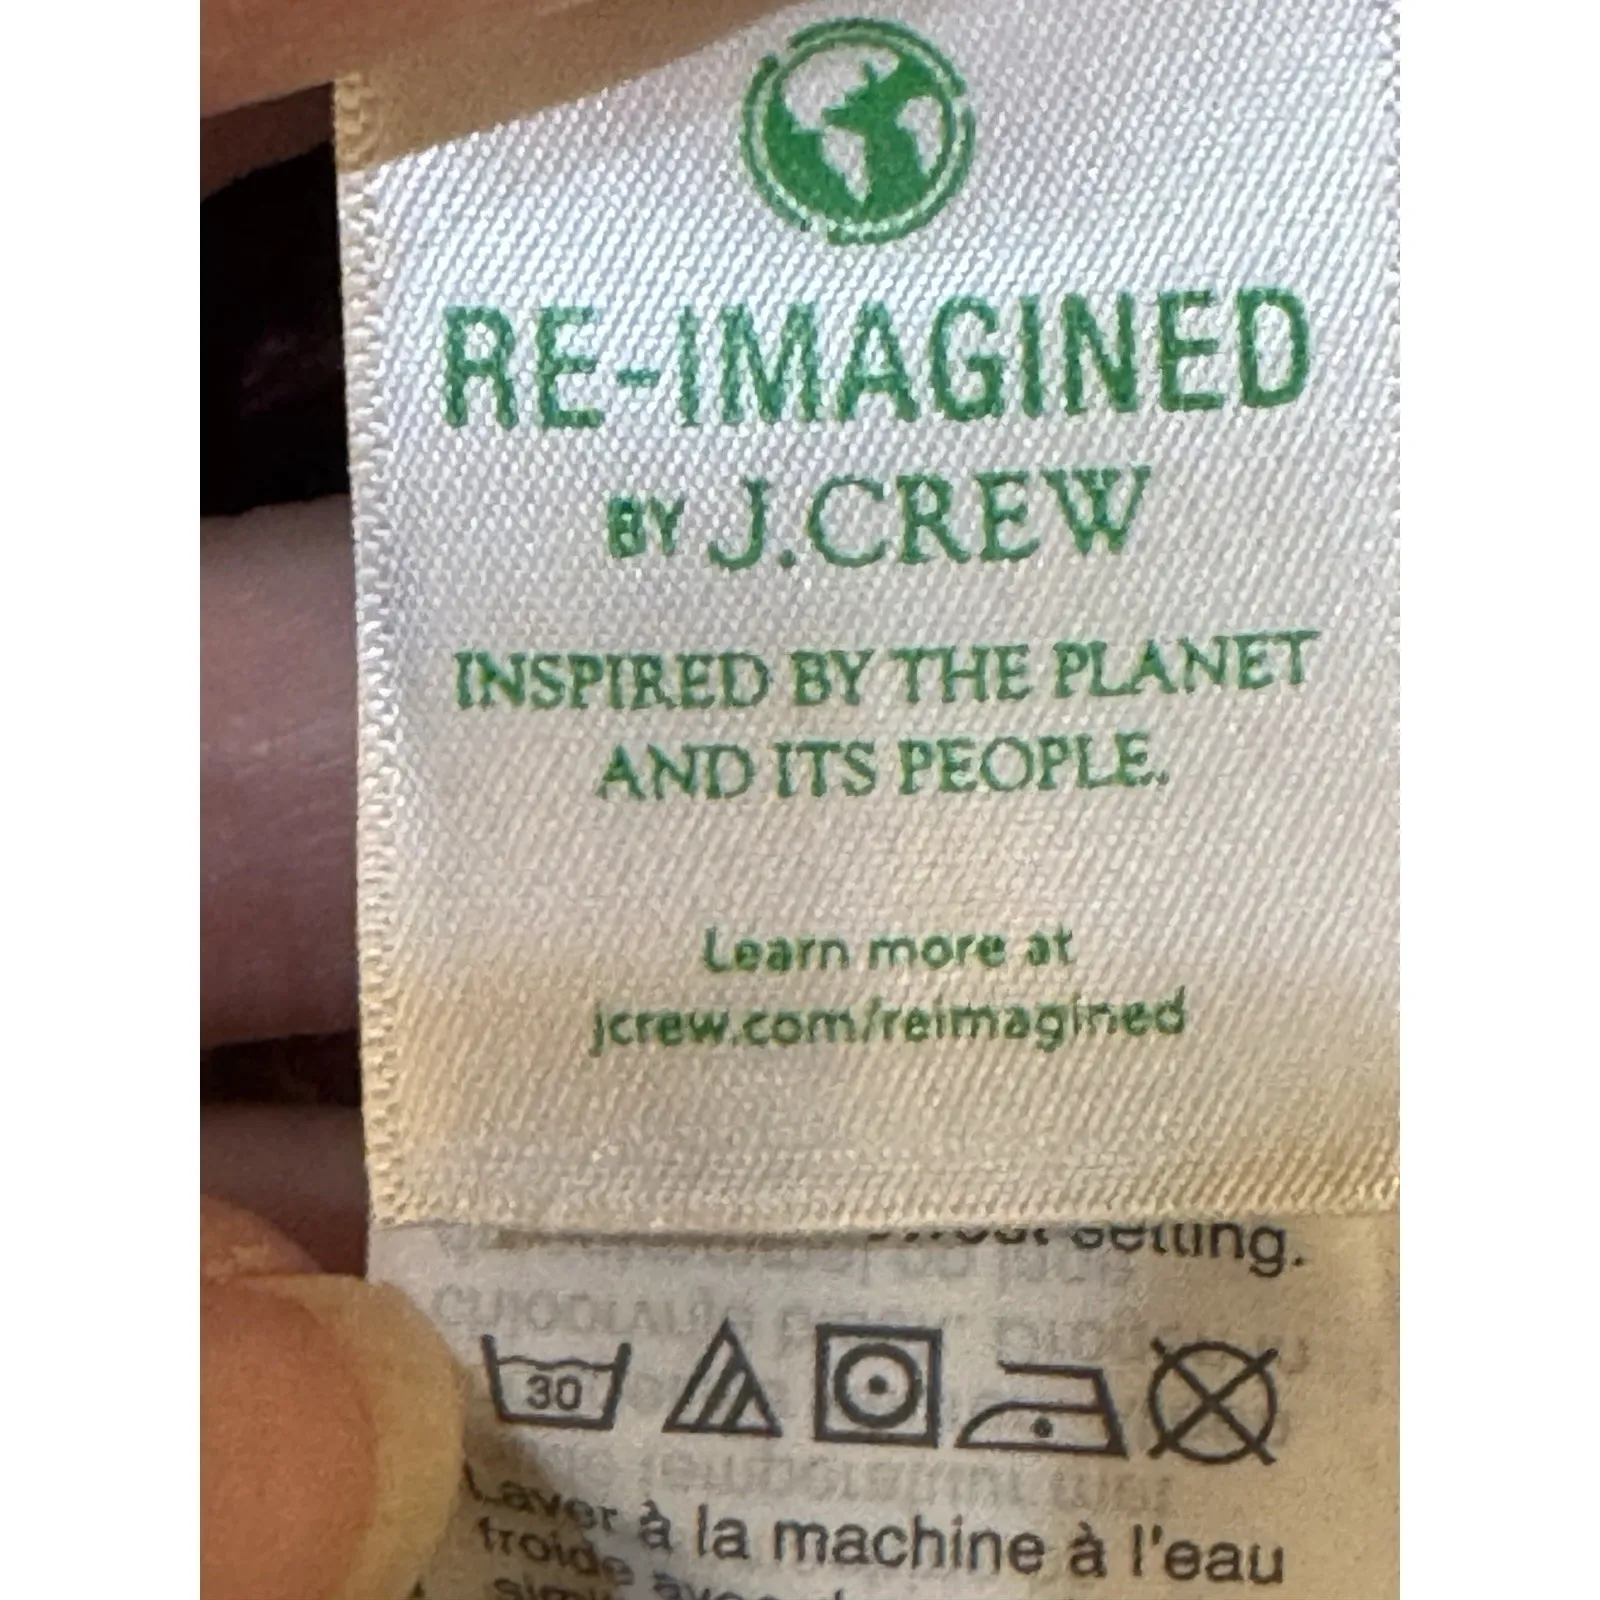 RE-IMAGINED
BY J.CREW
INSPIRED BY THE PLANET
AND ITS PEOPLE.
Learn more at
jcrew.com/reimagined
setting.
30
Laver à la machine à l'eau
froide